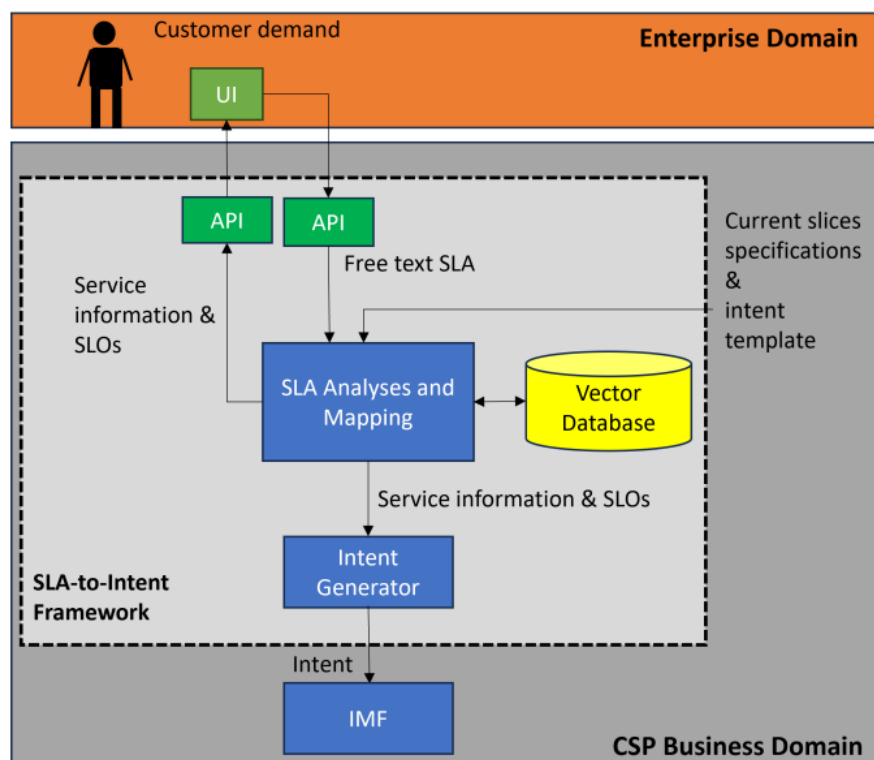 Customer demand
Enterprise Domain
UI
API
API
Current slices
specifications
&
intent
template
Free text SLA
Service
information &
SLOs
SLA Analyses and
Mapping
Vector
Database
Service information & SLOs
Intent
Generator
SLA-to-Intent
Framework
Intent
IMF
CSP Business Domain